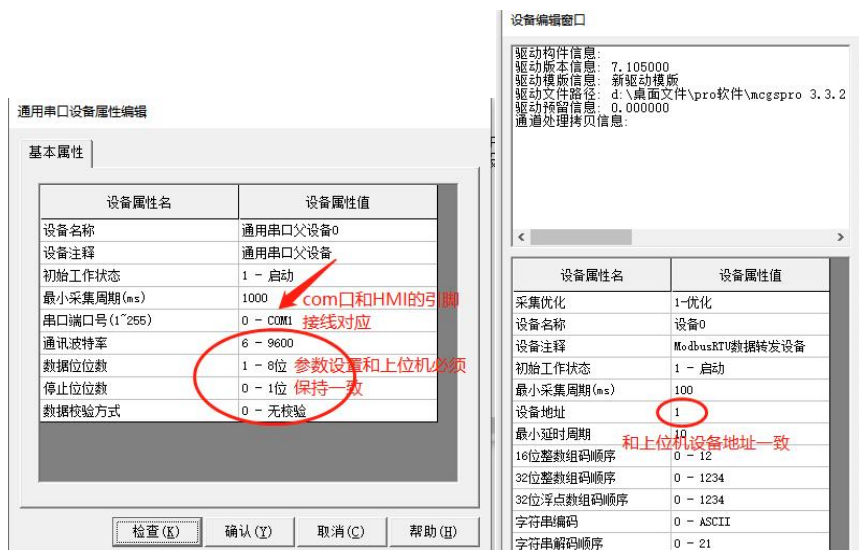 通用串口设备属性编辑
基本属性
设备属性名 设备属性值
设备名称 通用串口父设备0
设备注释 通用串口父设备
初始工作状态 1 - 启动
最小采集周期(ms) 1000
串口端口号(1~255) 0 - COM1
通讯波特率 6 - 9600
数据位位数 1 - 8位
停止位位数 0 - 1位
数据校验方式 0 - 无校验
com口和HMI的引脚
接线对应
参数设置和上位机必须
保持一致
检查(K) 确认(Y) 取消(C) 帮助(H)
设备编辑窗口
驱动构件信息:
驱动版本信息: 7.105000
驱动模版信息: 新驱动模版
驱动文件路径: d:\桌面文件\pro软件\mcgspro 3.3.2
驱动预留信息: 0.000000
通道处理拷贝信息:
设备属性名 设备属性值
采集优化 1-优化
设备名称 设备0
设备注释 ModbusRTU数据转发设备
初始工作状态 1 - 启动
最小采集周期(ms) 100
设备地址 1
最小延时周期 10
和上位机设备地址一致
16位整数组码顺序 0 - 12
32位整数组码顺序 0 - 1234
32位浮点数组码顺序 0 - 1234
字符串编码 0 - ASCII
字符串解码顺序 0 - 21